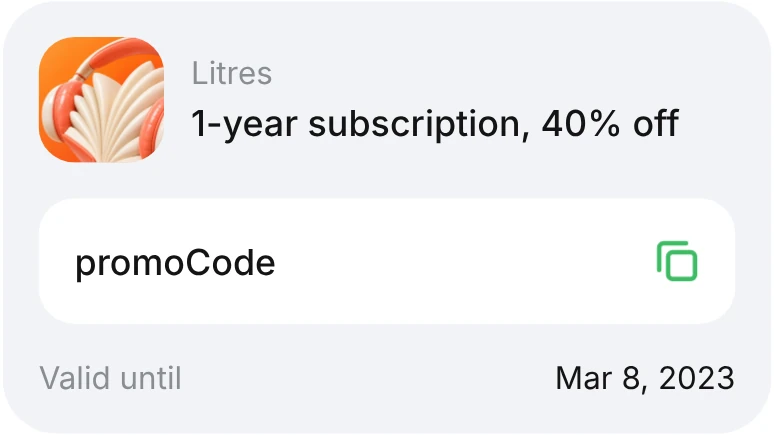 Litres
1-year subscription, 40% off
promoCode
Valid until
Mar 8, 2023